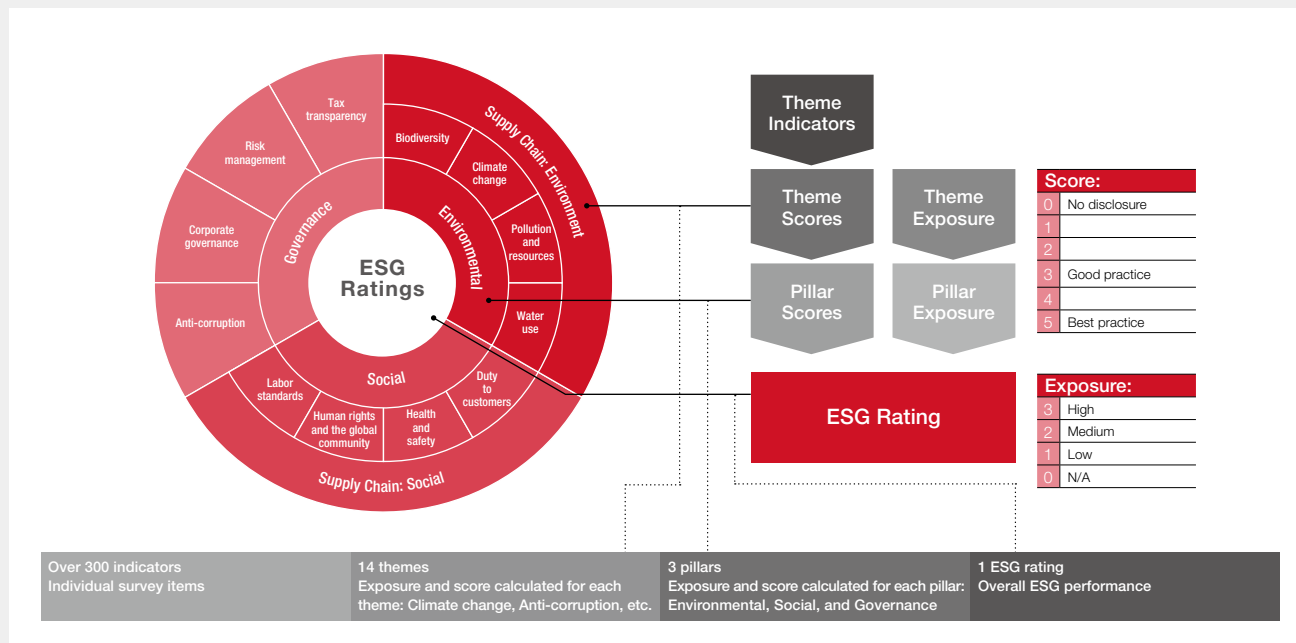 Tax
transparency
Risk
management
Corporate
governance
Anti-corruption
Governance
Supply Chain: Environment
Biodiversity
Climate
change
Pollution
and
resources
Water
use
Environmental
ESG
Ratings
Social
Labor
standards
Human rights
and the global
community
Health
and
safety
Duty
to
customers
Supply Chain: Social
Theme
Indicators
Theme
Scores
Theme
Exposure
Pillar
Scores
Pillar
Exposure
ESG Rating
Score:
0 No disclosure
1
2
3 Good practice
4
5 Best practice
Exposure:
3 High
2 Medium
1 Low
0 N/A
Over 300 indicators
Individual survey items
14 themes
Exposure and score calculated for each
theme: Climate change, Anti-corruption, etc.
3 pillars
Exposure and score calculated for each pillar:
Environmental, Social, and Governance
1 ESG rating
Overall ESG performance